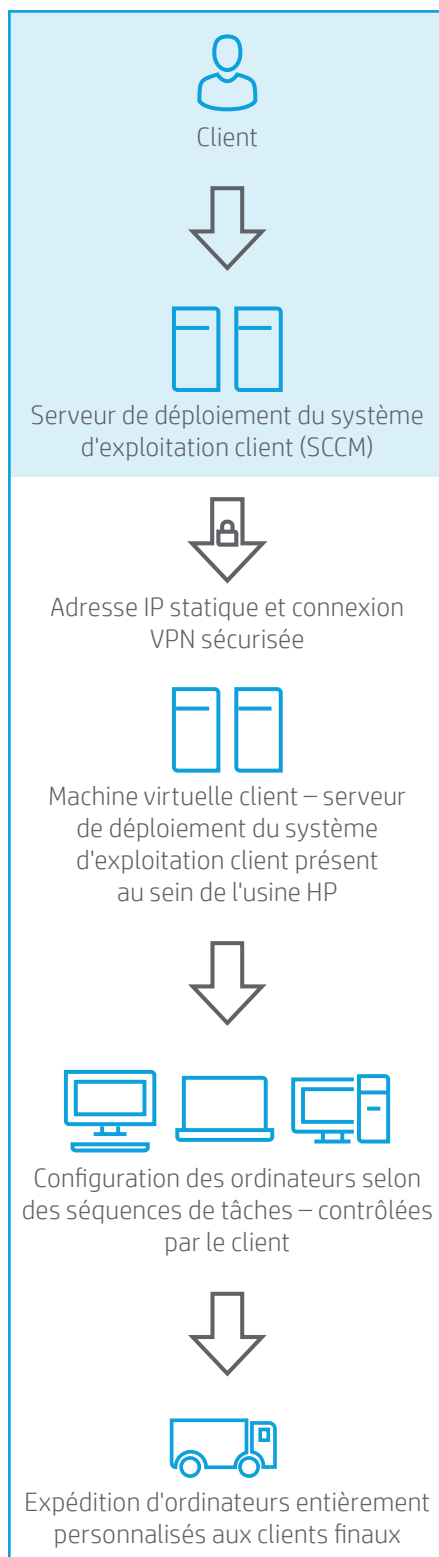 Client
Serveur de déploiement du système
d'exploitation client (SCCM)
Adresse IP statique et connexion
VPN sécurisée
Machine virtuelle client – serveur
de déploiement du système
d'exploitation client présent
au sein de l'usine HP
Configuration des ordinateurs selon
des séquences de tâches – contrôlées
par le client
Expédition d'ordinateurs entièrement
personnalisés aux clients finaux